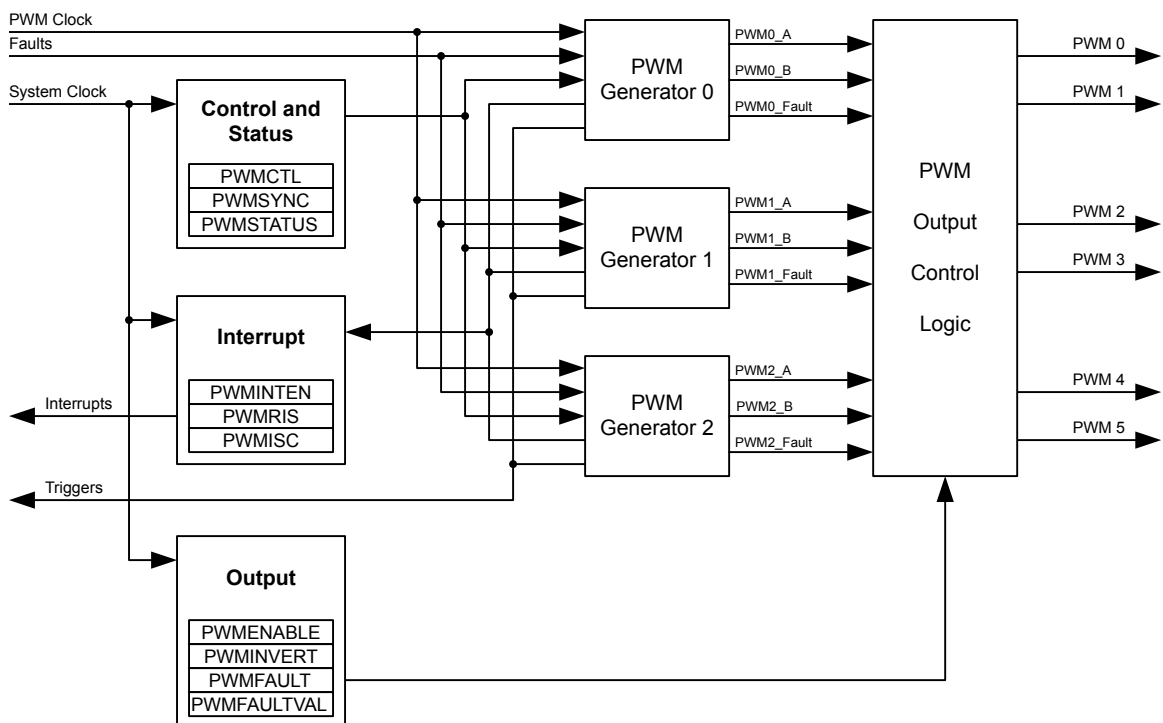 PWM Clock
Faults
System Clock
Control and
Status
PWMCTL
PWMSYNC
PWMSTATUS
Interrupt
PWMINTEN
PWMRIS
PWMISC
Interrupts
Triggers
Output
PWMENABLE
PWMINVERT
PWMFAULT
PWMFAULTVAL
PWM
Generator 0
PWM0_A
PWM0_B
PWM0_Fault
PWM
Generator 1
PWM1_A
PWM1_B
PWM1_Fault
PWM
Generator 2
PWM2_A
PWM2_B
PWM2_Fault
PWM
Output
Control
Logic
PWM 0
PWM 1
PWM 2
PWM 3
PWM 4
PWM 5